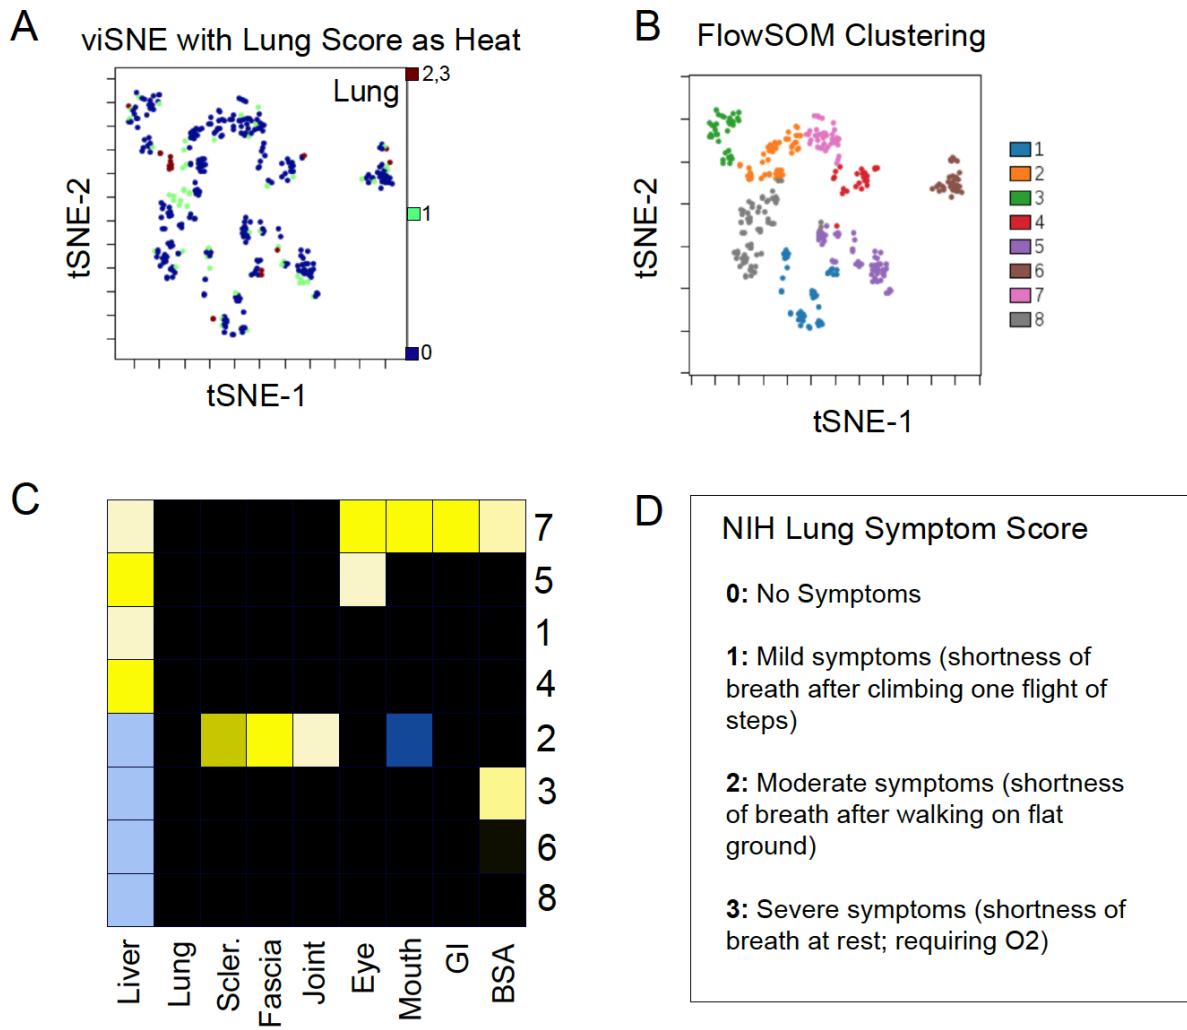 A
viSNE with Lung Score as Heat
Lung
2,3
1
0
tSNE-2
tSNE-1
B
FlowSOM Clustering
1
2
3
4
5
6
7
8
tSNE-2
tSNE-1
C
7
5
1
4
2
3
6
8
Liver
Lung
Scler.
Fascia
Joint
Eye
Mouth
GI
BSA
D
NIH Lung Symptom Score
0: No Symptoms
1: Mild symptoms (shortness of
breath after climbing one flight of
steps)
2: Moderate symptoms (shortness
of breath after walking on flat
ground)
3: Severe symptoms (shortness of
breath at rest; requiring O2)